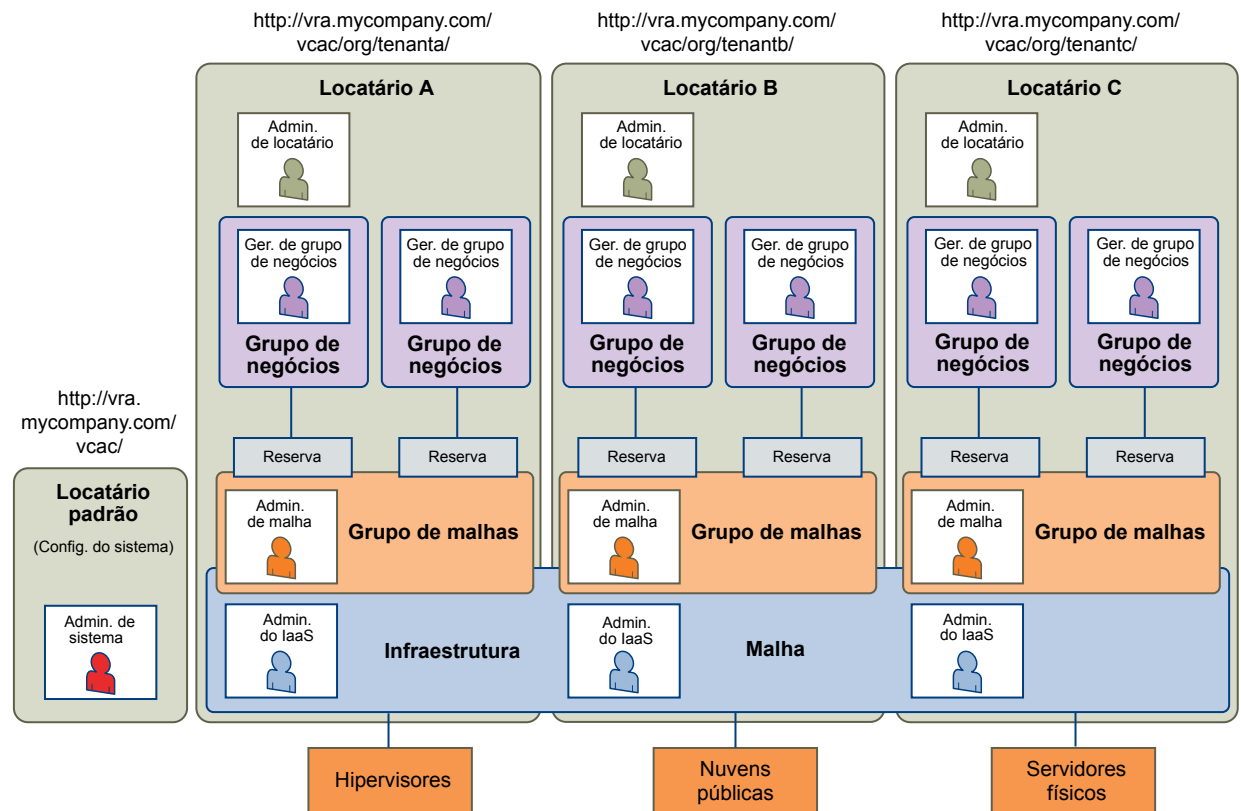 http://vra.mycompany.com/
vcac/org/tenanta/
http://vra.mycompany.com/
vcac/org/tenantb/
http://vra.mycompany.com/
vcac/org/tenantc/
Locatário A
Locatário B
Locatário C
Admin.
de locatário
Admin.
de locatário
Admin.
de locatário
Ger. de grupo
de negócios
Ger. de grupo
de negócios
Ger. de grupo
de negócios
Ger. de grupo
de negócios
Ger. de grupo
de negócios
Ger. de grupo
de negócios
Grupo de
negócios
Grupo de
negócios
Grupo de
negócios
Grupo de
negócios
Grupo de
negócios
Grupo de
negócios
http://vra.
mycompany.com/
vcac/
Reserva
Reserva
Reserva
Reserva
Reserva
Reserva
Locatário
padrão
(Config. do sistema)
Admin. de
sistema
Admin.
de malha
Grupo de malhas
Admin.
de malha
Grupo de malhas
Admin.
de malha
Grupo de malhas
Admin.
do IaaS
Infraestrutura
Admin.
do IaaS
Malha
Admin.
do IaaS
Hipervisores
Nuvens
públicas
Servidores
físicos